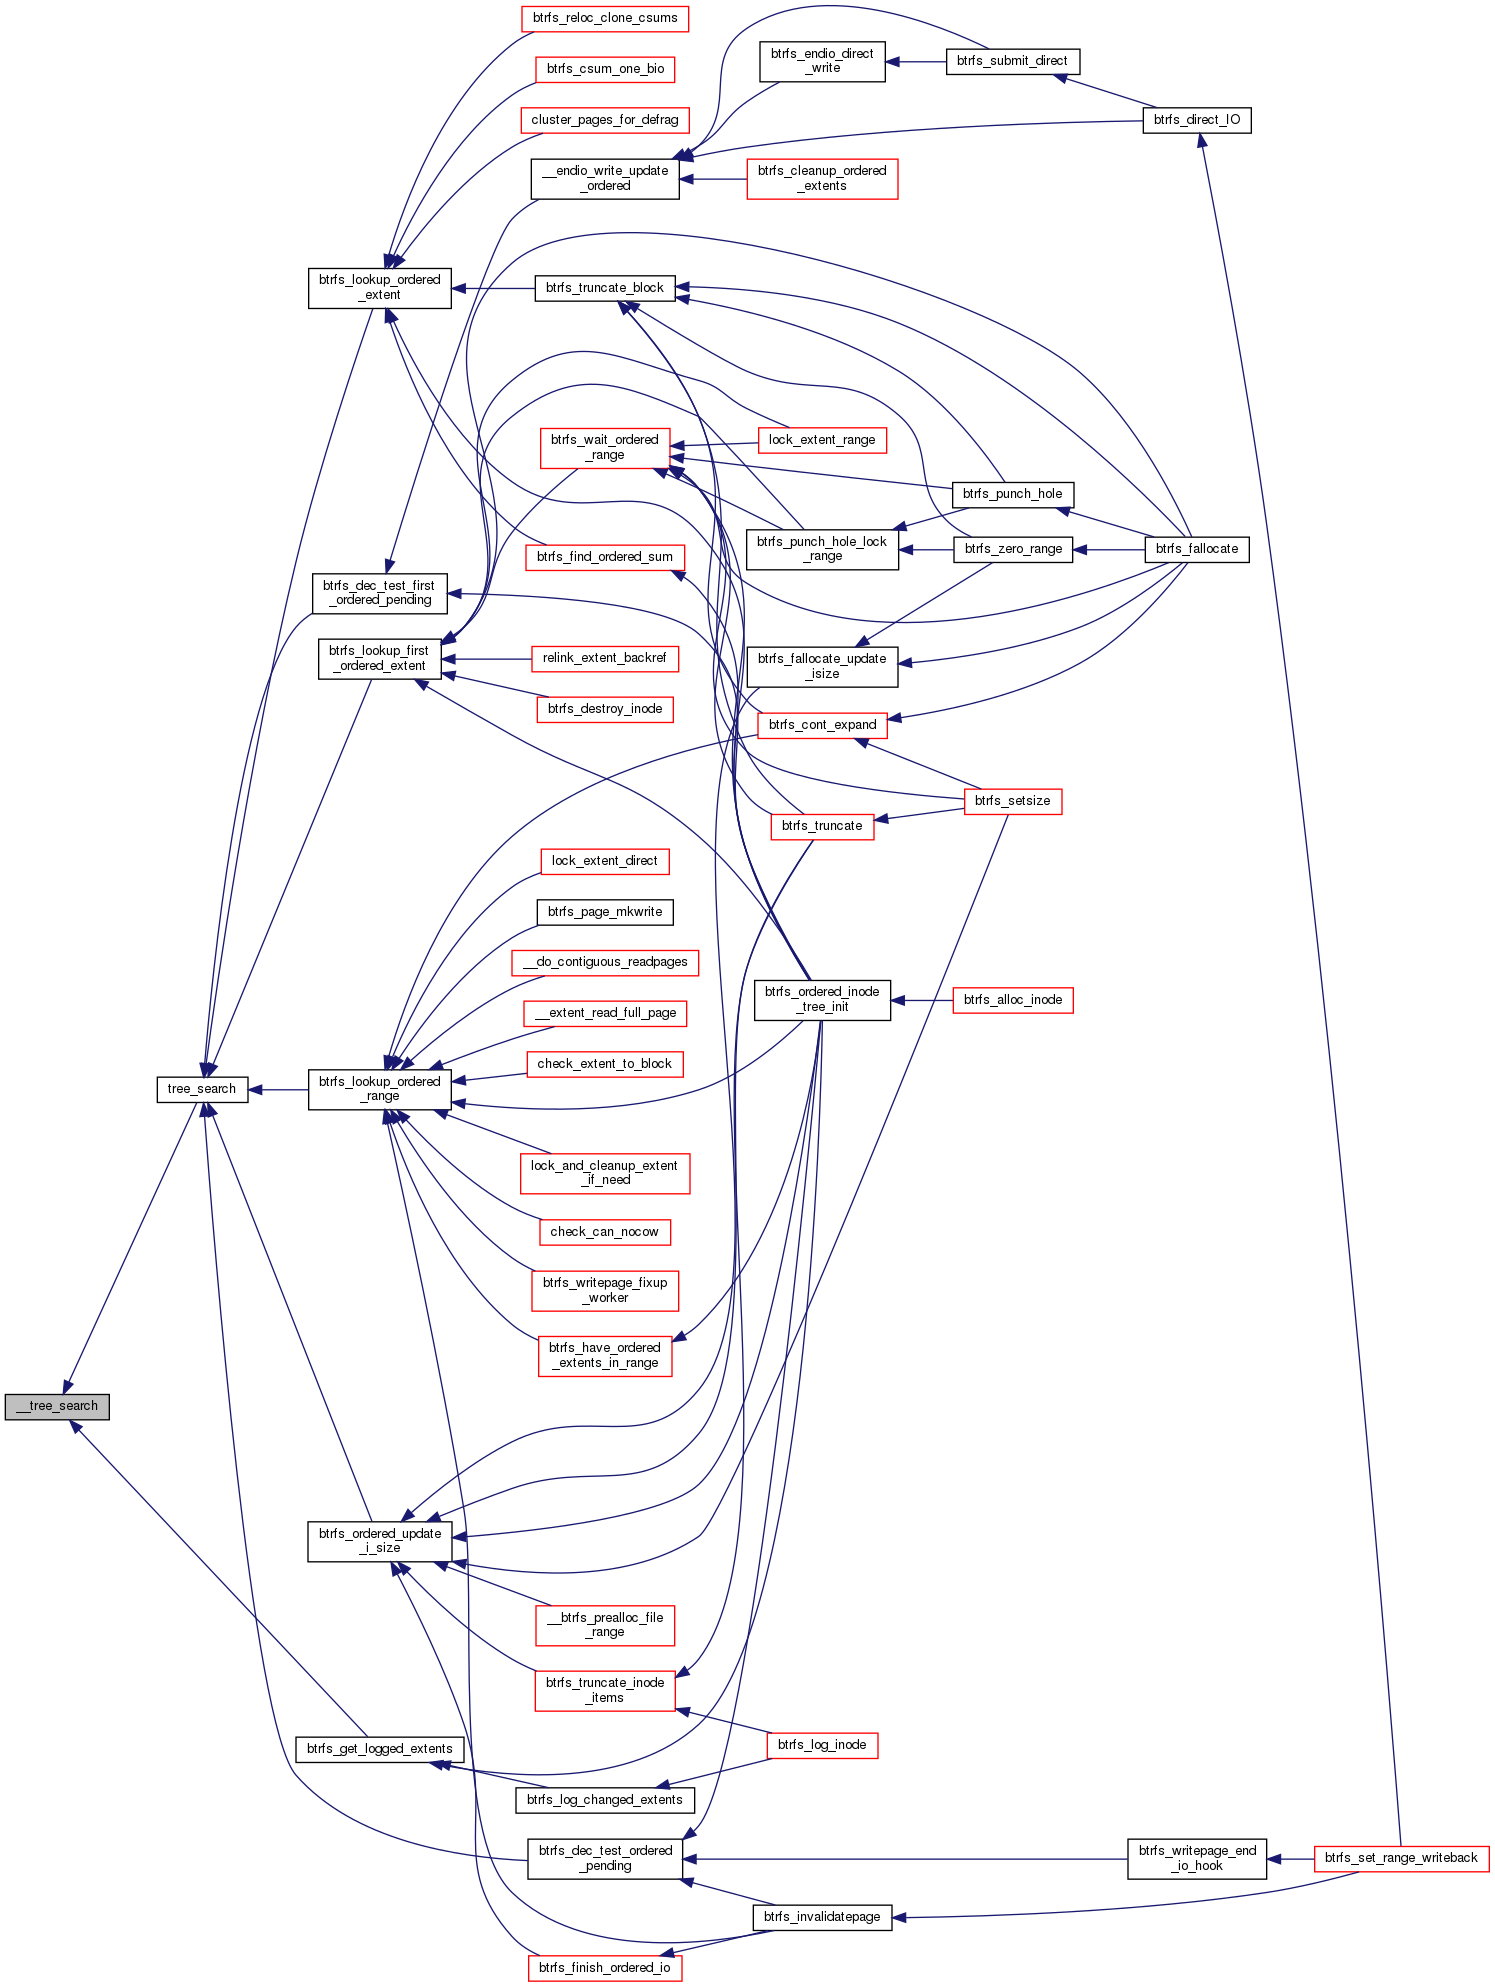 btrfs_reloc_clone_csums
btrfs_csum_one_bio
cluster_pages_for_defrag
btrfs_endio_direct
_write
btrfs_submit_direct
btrfs_direct_IO
__endio_write_update
_ordered
btrfs_cleanup_ordered
_extents
btrfs_lookup_ordered
_extent
btrfs_truncate_block
btrfs_wait_ordered
_range
lock_extent_range
btrfs_punch_hole
btrfs_find_ordered_sum
btrfs_punch_hole_lock
_range
btrfs_zero_range
btrfs_fallocate
btrfs_dec_test_first
_ordered_pending
btrfs_lookup_first
_ordered_extent
relink_extent_backref
btrfs_fallocate_update
_isize
btrfs_destroy_inode
btrfs_cont_expand
btrfs_setsize
btrfs_truncate
lock_extent_direct
btrfs_page_mkwrite
__do_contiguous_readpages
__extent_read_full_page
btrfs_ordered_inode
_tree_init
btrfs_alloc_inode
check_extent_to_block
tree_search
btrfs_lookup_ordered
_range
lock_and_cleanup_extent
_if_need
check_can_nocow
btrfs_writepage_fixup
_worker
btrfs_have_ordered
_extents_in_range
__tree_search
btrfs_ordered_update
_i_size
__btrfs_prealloc_file
_range
btrfs_truncate_inode
_items
btrfs_get_logged_extents
btrfs_log_inode
btrfs_log_changed_extents
btrfs_dec_test_ordered
_pending
btrfs_writepage_end
_io_hook
btrfs_set_range_writeback
btrfs_invalidatepage
btrfs_finish_ordered_io